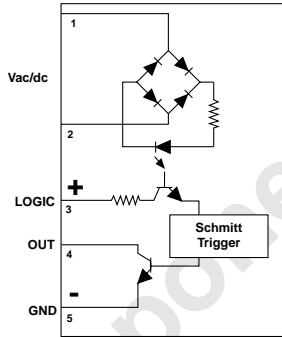 1
Vac/dc
2
+
LOGIC
3
Schmitt
Trigger
OUT
4
-
GND
5